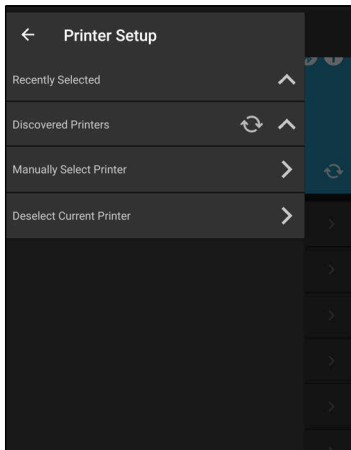 Printer Setup
Recently Selected
Discovered Printers
Manually Select Printer
Deselect Current Printer